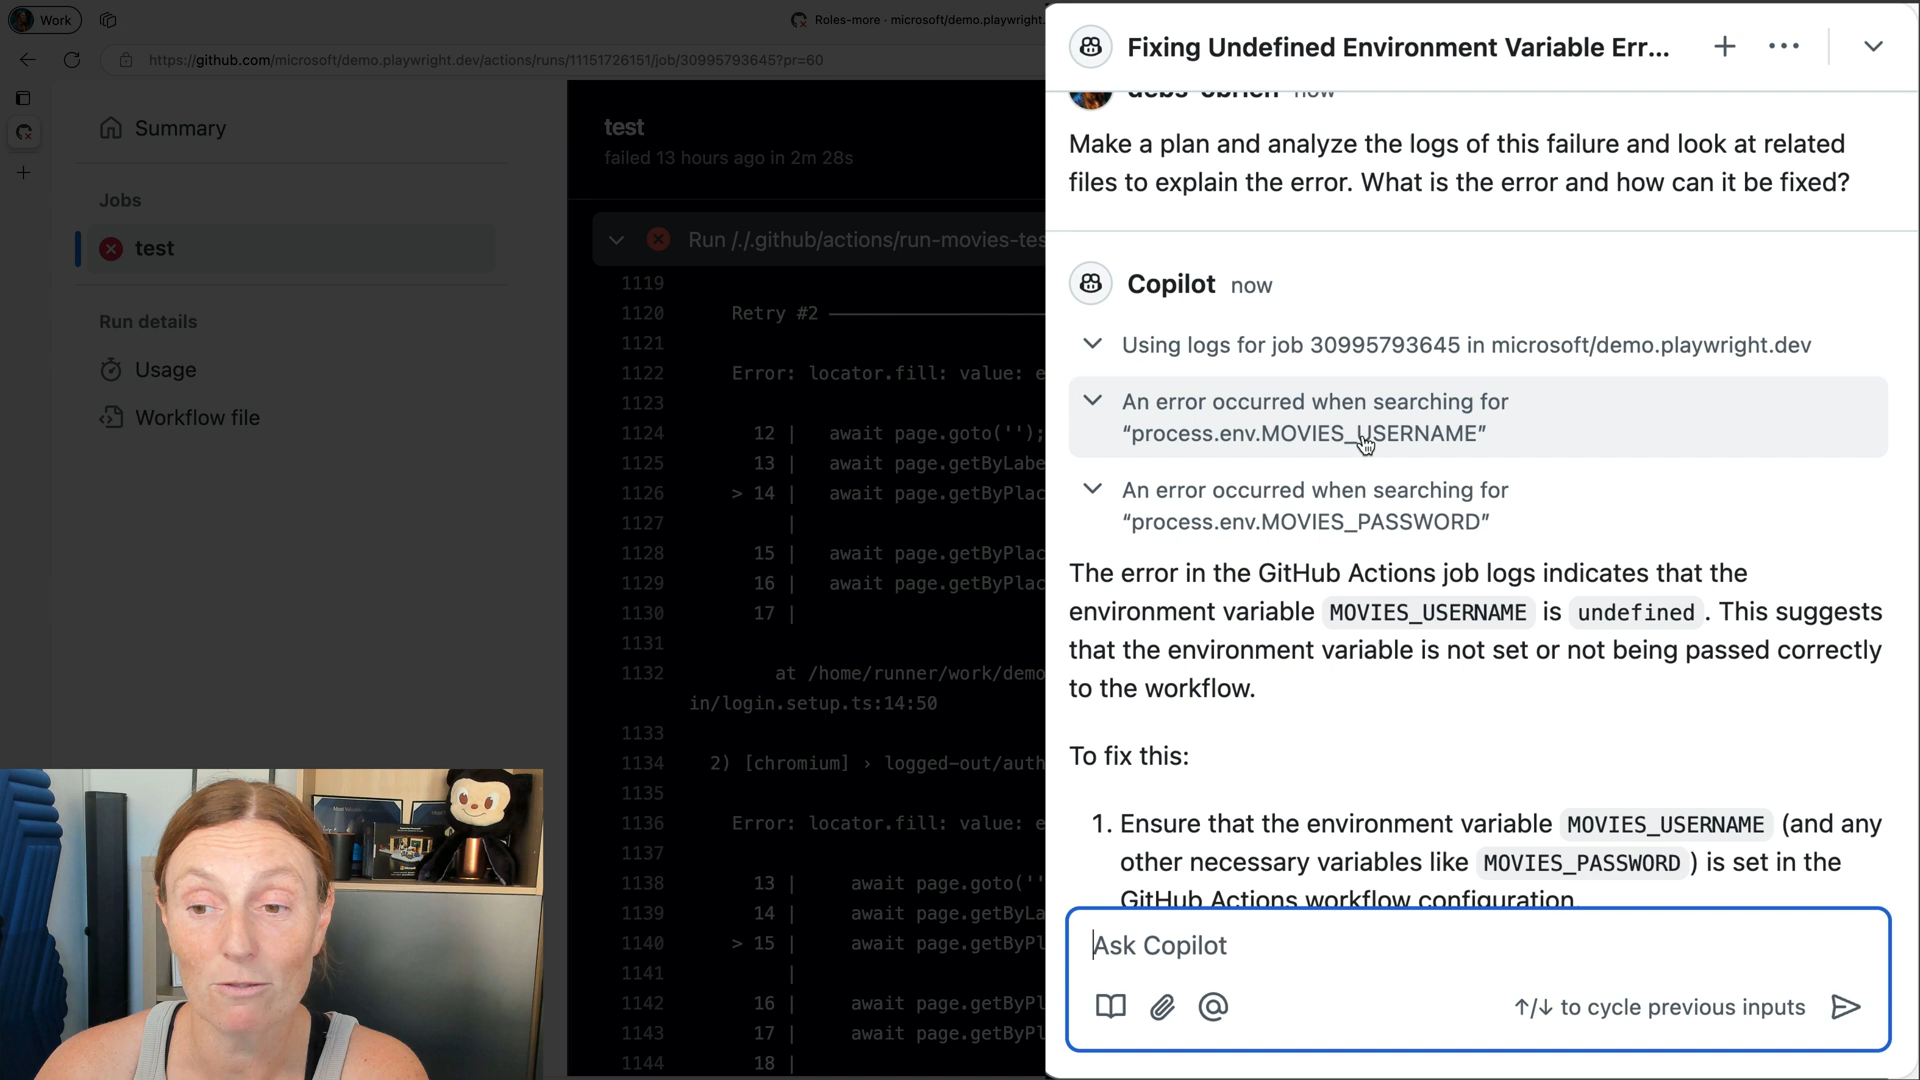 Work
Roles-more · microsoft/demo.playwright.
https://github.com/microsoft/demo.playwright.dev/actions/runs/11151726151/job/30995793645?pr=60
Summary
Jobs
test
Run details
Usage
Workflow file
test
failed 13 hours ago in 2m 28s
Run /./.github/actions/run-movies-tes
1119
1120 Retry #2
1121
1122 Error: locator.fill: value: e
1123
1124 12 | await page.goto('');
1125 13 | await page.getByLabe
1126 > 14 | await page.getByPlac
1127 |
1128 15 | await page.getByPlac
1129 16 | await page.getByPlac
1130 17 |
1131
1132 at /home/runner/work/demo
in/login.setup.ts:14:50
1133
1134 2) [chromium] › logged-out/auth
1135
1136 Error: locator.fill: value: e
1137
1138 13 | await page.goto(''
1139 14 | await page.getByLa
1140 > 15 | await page.getByPl
1141 |
1142 16 | await page.getByPl
1143 17 | await page.getByPl
1144 18 |
Fixing Undefined Environment Variable Err...
debs-obrien now
Make a plan and analyze the logs of this failure and look at related
files to explain the error. What is the error and how can it be fixed?
Copilot now
Using logs for job 30995793645 in microsoft/demo.playwright.dev
An error occurred when searching for
“process.env.MOVIES_USERNAME”
An error occurred when searching for
“process.env.MOVIES_PASSWORD”
The error in the GitHub Actions job logs indicates that the
environment variable MOVIES_USERNAME is undefined. This suggests
that the environment variable is not set or not being passed correctly
to the workflow.
To fix this:
1. Ensure that the environment variable MOVIES_USERNAME (and any
other necessary variables like MOVIES_PASSWORD) is set in the
GitHub Actions workflow configuration.
Ask Copilot
↑/↓ to cycle previous inputs